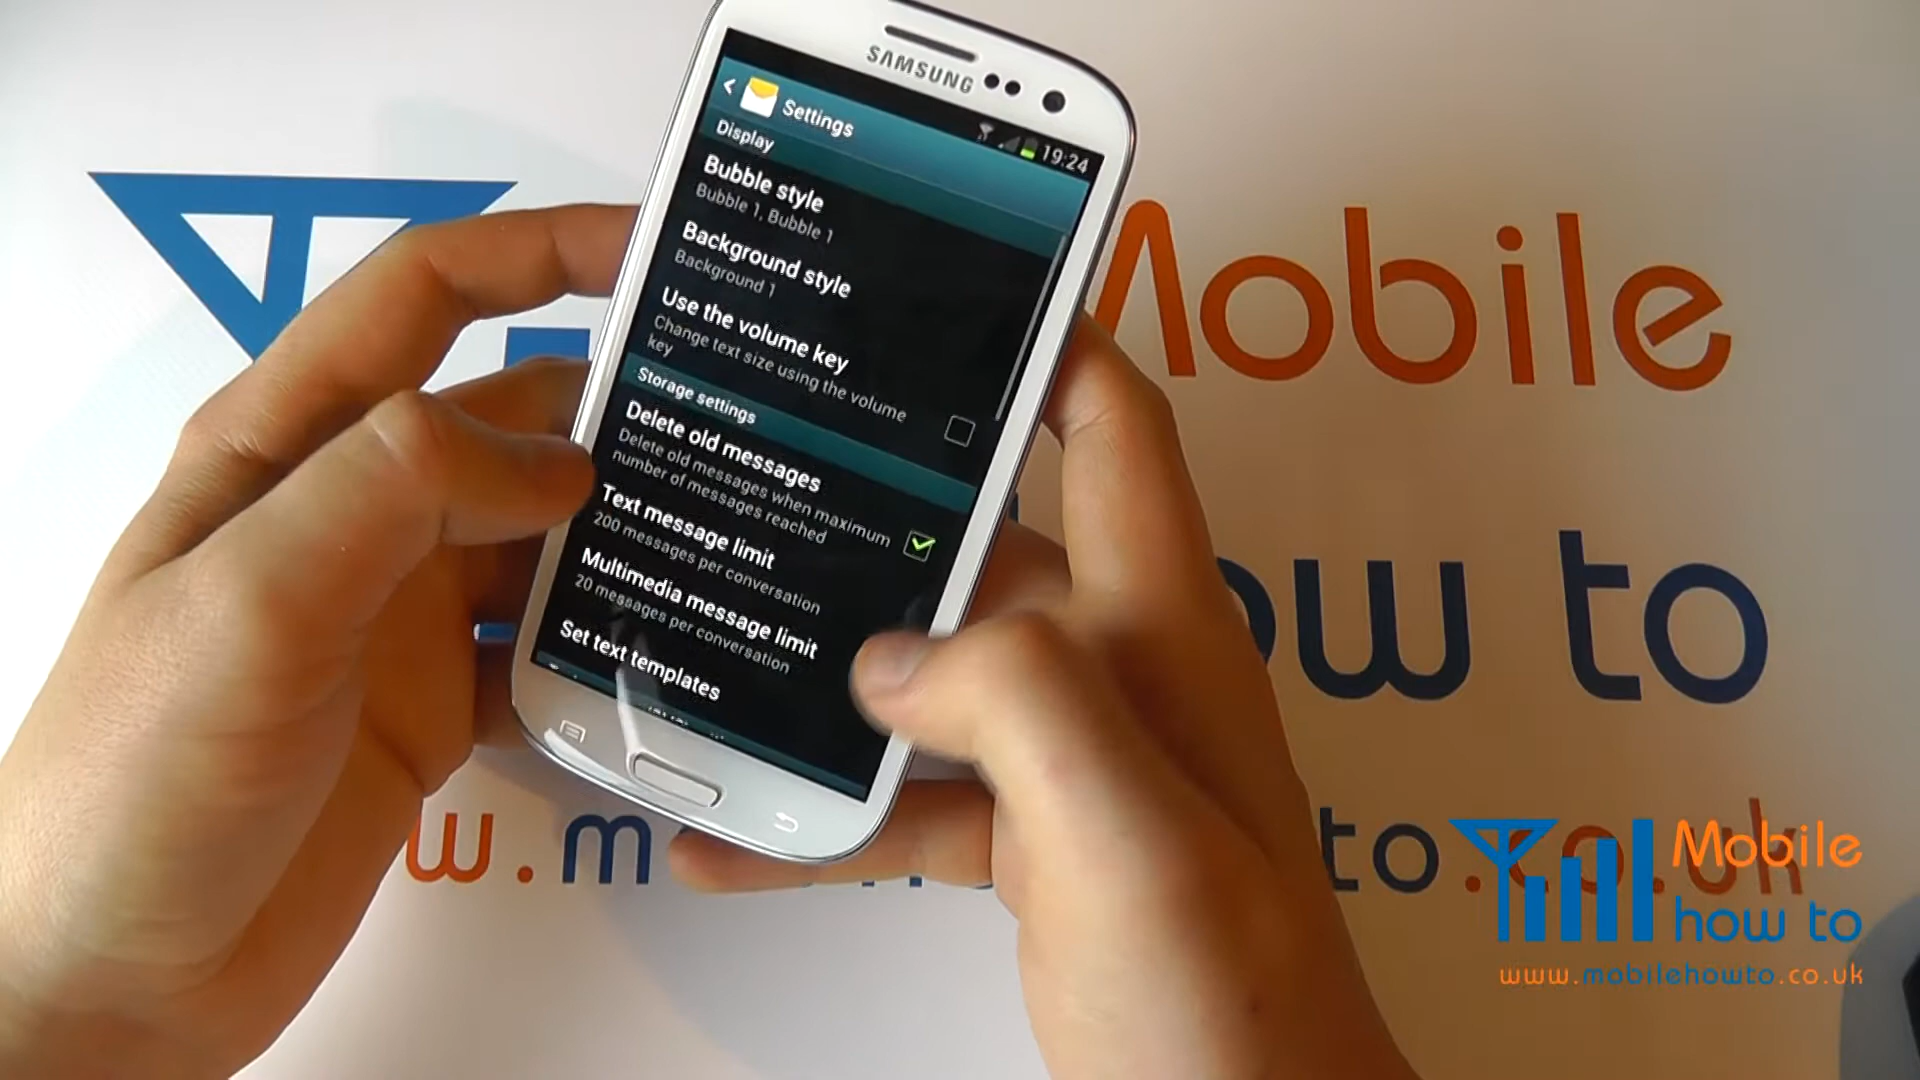 SAMSUNG
19:24
Settings
Display
Bubble style
Bubble 1, Bubble 1
Background style
Background 1
Use the volume key
Change text size using the volume
key
Storage settings
Delete old messages
Delete old messages when maximum
number of messages reached
Text message limit
200 messages per conversation
Multimedia message limit
20 messages per conversation
Set text templates
Mobile
how to
Mobile
how to
www.mobilehowto.co.uk